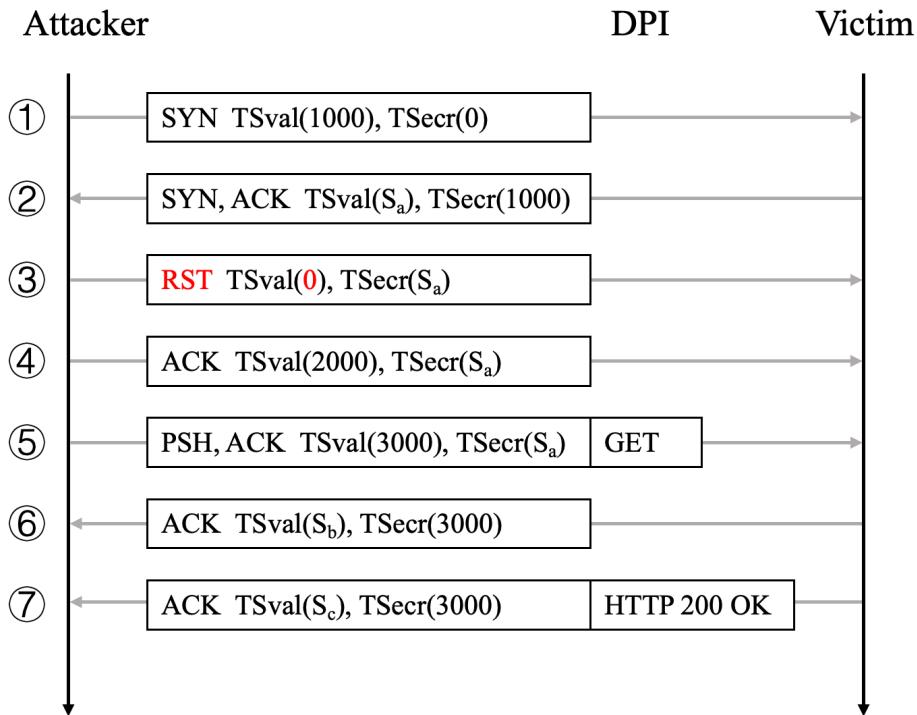 Attacker DPI Victim
① SYN TSval(1000), TSecr(0)
② SYN, ACK TSval(Sₐ), TSecr(1000)
③ RST TSval(0), TSecr(Sₐ)
④ ACK TSval(2000), TSecr(Sₐ)
⑤ PSH, ACK TSval(3000), TSecr(Sₐ) GET
⑥ ACK TSval(S_b), TSecr(3000)
⑦ ACK TSval(S_c), TSecr(3000) HTTP 200 OK